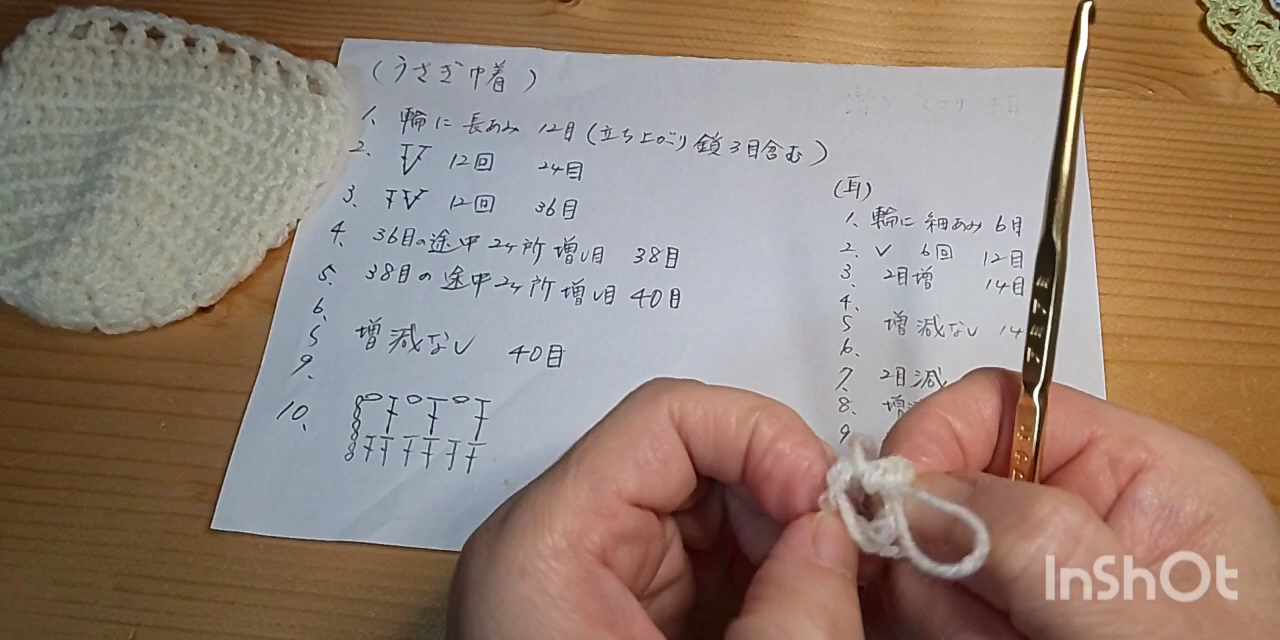 (うさぎ巾着)
1. 輪に長あみ 12目(立ち上がり鎖3目含む)
2. 12回 24目
3. 12回 36目
4. 36目の途中2ヶ所増し目 38目
5. 38目の途中2ヶ所増し目 40目
6.
5 増減なし 40目
9.
10.
(耳)
1. 輪に細あみ 6目
2. V 6回 12目
3. 2目増 14目
4.
5 増減なし 14
6.
7. 2目減
8. 増
9
InShOt